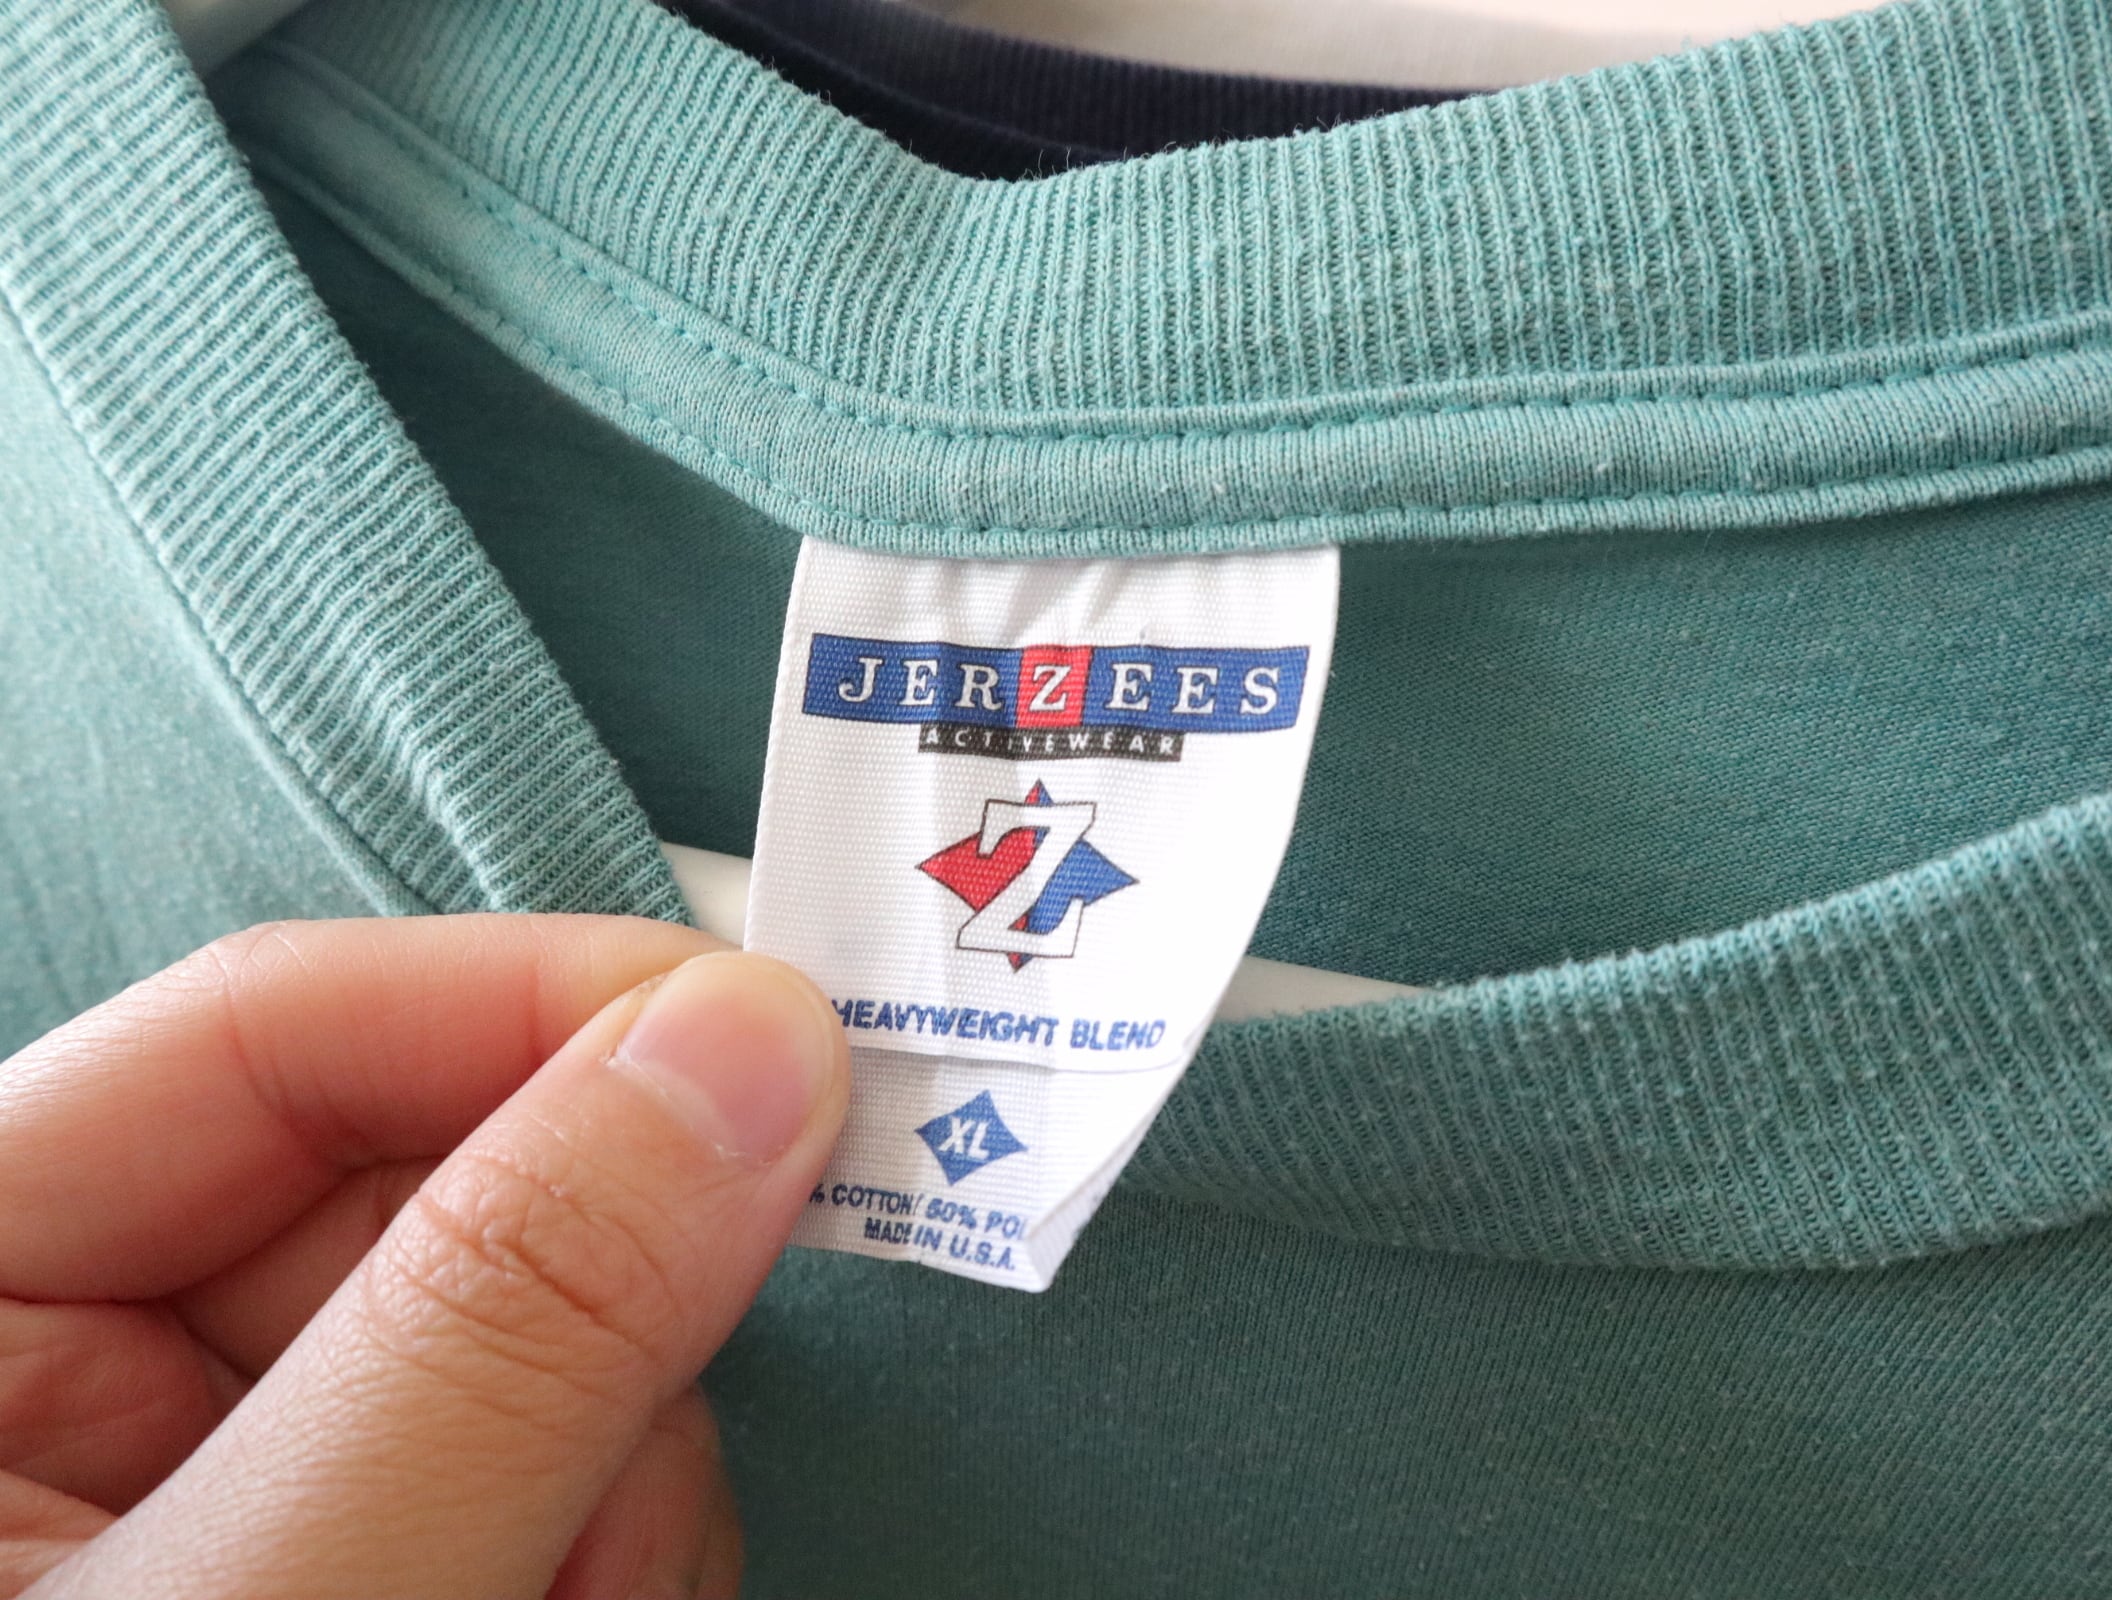 JERZEES
ACTIVEWEAR
Z
HEAVYWEIGHT BLEND
XL
% COTTON/ 50% POL
MADE IN U.S.A.